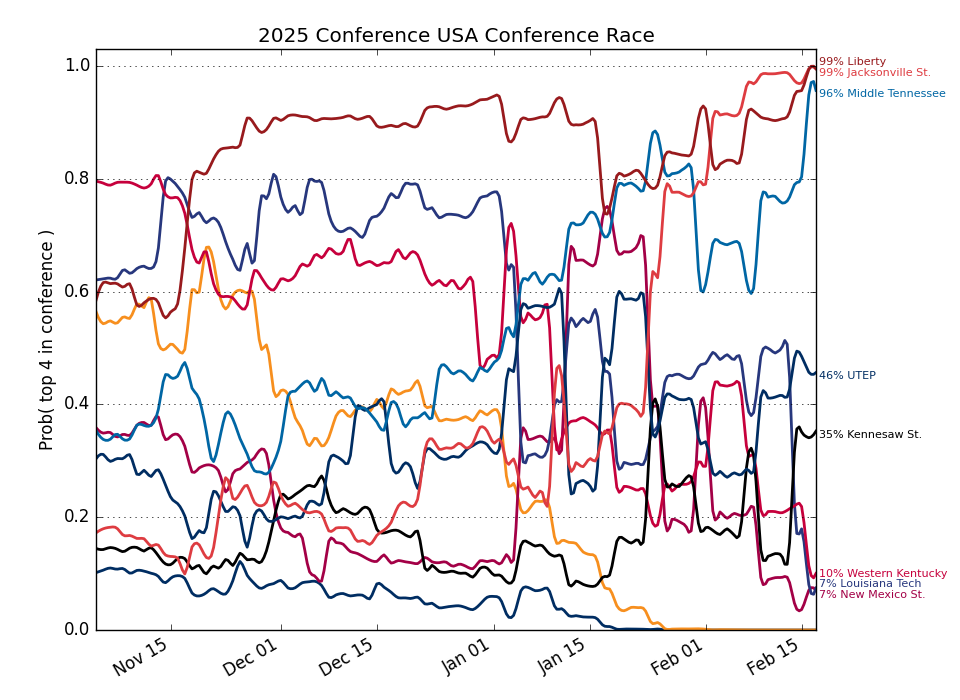 2025 Conference USA Conference Race
Prob( top 4 in conference )
1.0
0.8
0.6
0.4
0.2
0.0
Nov 15
Dec 01
Dec 15
Jan 01
Jan 15
Feb 01
Feb 15
99% Liberty
99% Jacksonville St.
96% Middle Tennessee
46% UTEP
35% Kennesaw St.
10% Western Kentucky
7% Louisiana Tech
7% New Mexico St.